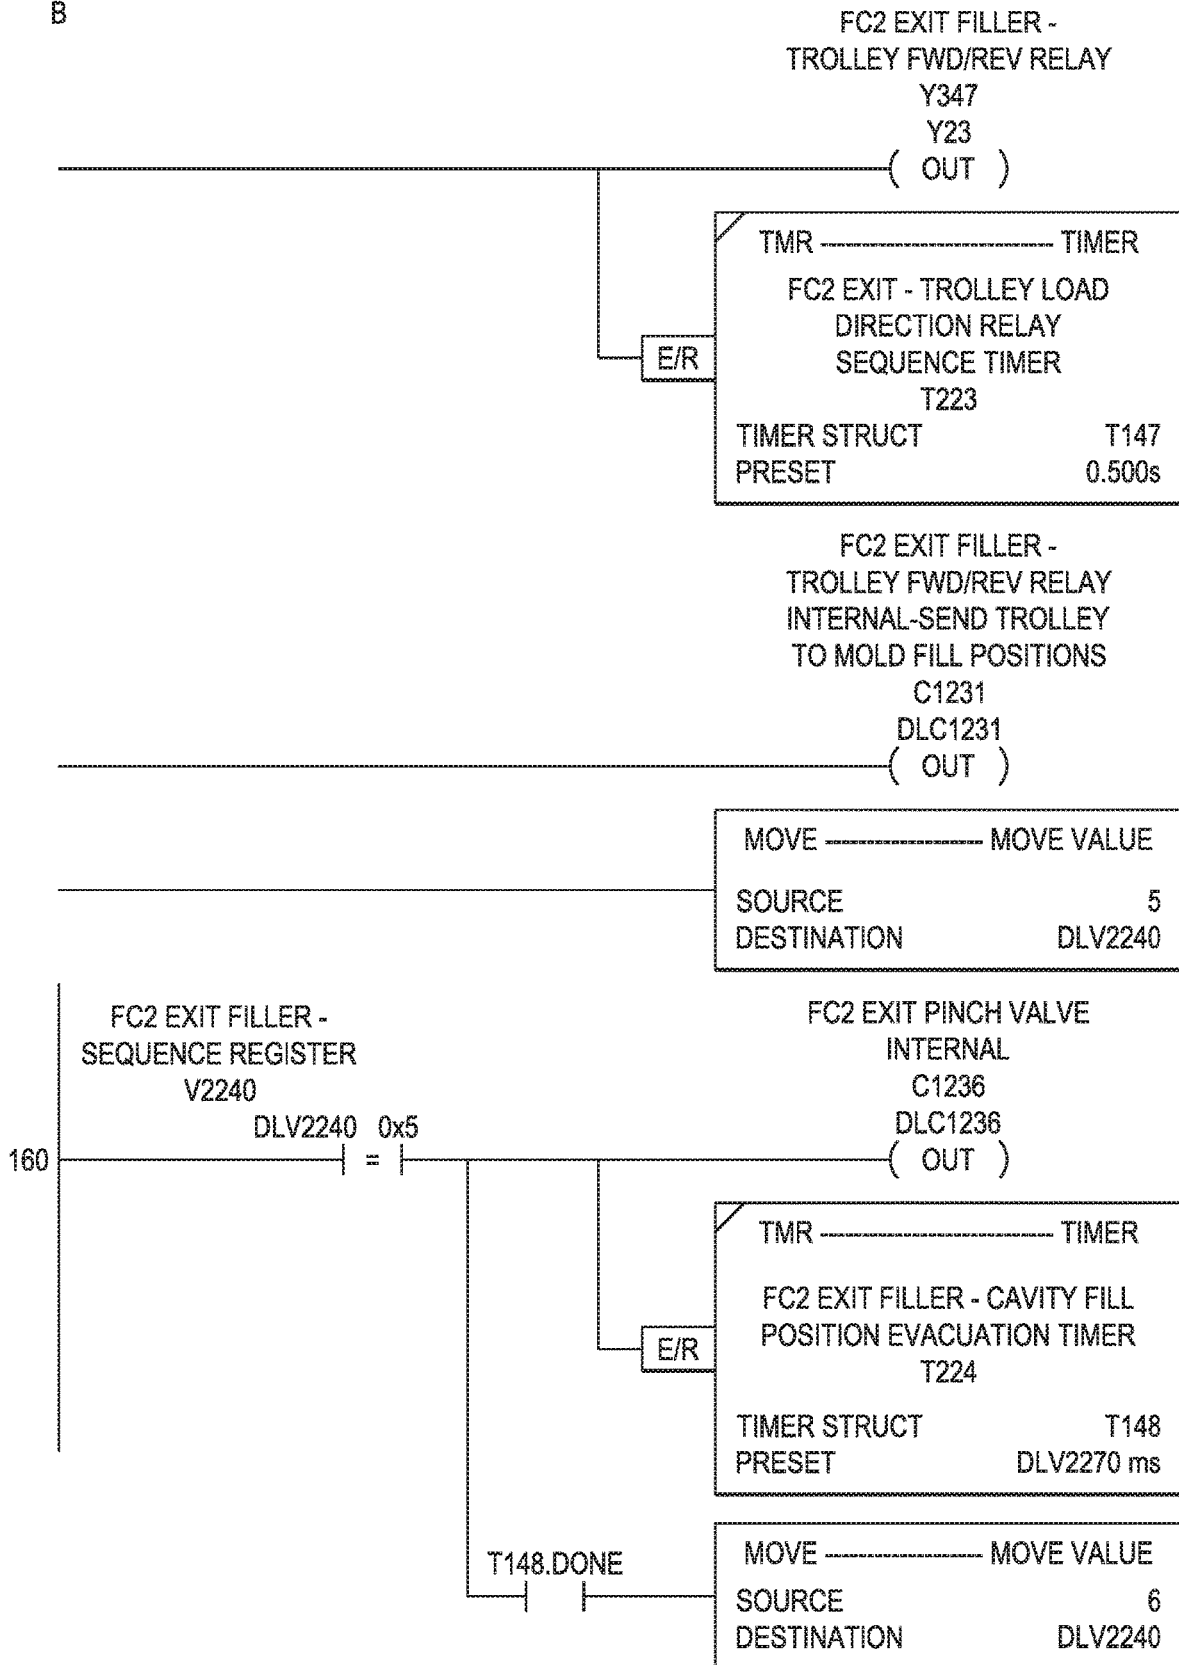 B
FC2 EXIT FILLER -
TROLLEY FWD/REV RELAY
Y347
Y23
( OUT )
TMR TIMER
FC2 EXIT - TROLLEY LOAD
DIRECTION RELAY
E/R
SEQUENCE TIMER
T223
TIMER STRUCT T147
PRESET 0.500s
FC2 EXIT FILLER -
TROLLEY FWD/REV RELAY
INTERNAL-SEND TROLLEY
TO MOLD FILL POSITIONS
C1231
DLC1231
( OUT )
MOVE MOVE VALUE
SOURCE 5
DESTINATION DLV2240
FC2 EXIT FILLER -
SEQUENCE REGISTER
V2240
DLV2240 0x5
160
=
FC2 EXIT PINCH VALVE
INTERNAL
C1236
DLC1236
( OUT )
TMR TIMER
FC2 EXIT FILLER - CAVITY FILL
POSITION EVACUATION TIMER
E/R
T224
TIMER STRUCT T148
PRESET DLV2270 ms
T148.DONE
MOVE MOVE VALUE
SOURCE 6
DESTINATION DLV2240